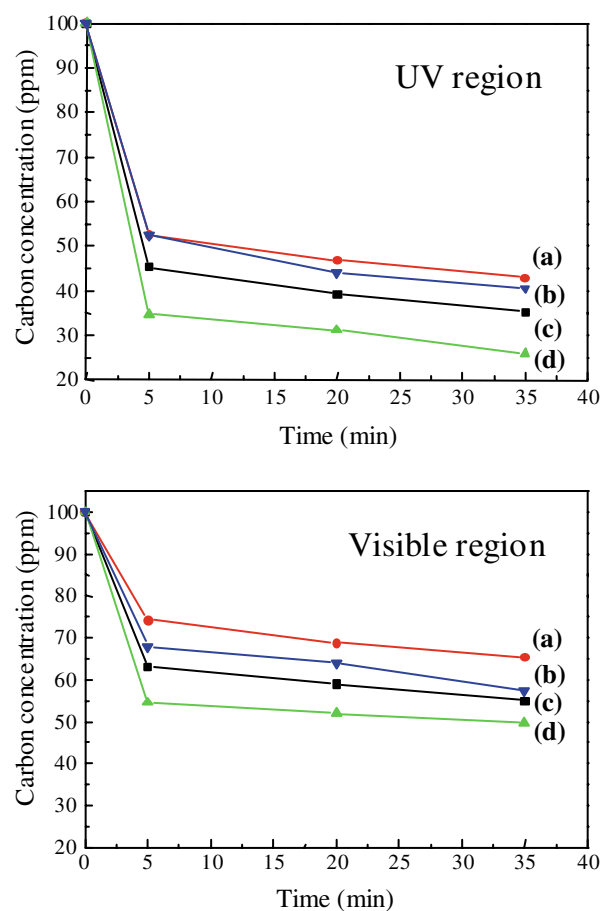 100
UV region
90
80
70
60
50
40
30
20
(a)
(b)
(c)
(d)
0 5 10 15 20 25 30 35 40
Carbon concentration (ppm)
Time (min)
100
Visible region
90
80
70
60
50
40
30
20
(a)
(b)
(c)
(d)
0 5 10 15 20 25 30 35 40
Carbon concentration (ppm)
Time (min)